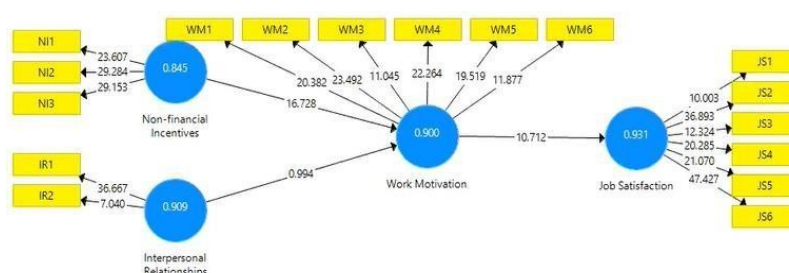 WM1 WM2 WM3 WM4 WM5 WM6
NI1
NI2
NI3
23.607
29.284
29.153
0.845
Non-financial
Incentives
20.382
23.492
11.045
22.264
19.519
11.877
16.728
0.900
Work Motivation
10.712
0.931
Job Satisfaction
10.003
36.893
12.324
20.285
21.070
47.427
JS1
JS2
JS3
JS4
JS5
JS6
IR1
IR2
36.667
7.040
0.909
0.994
Interpersonal
Relationships